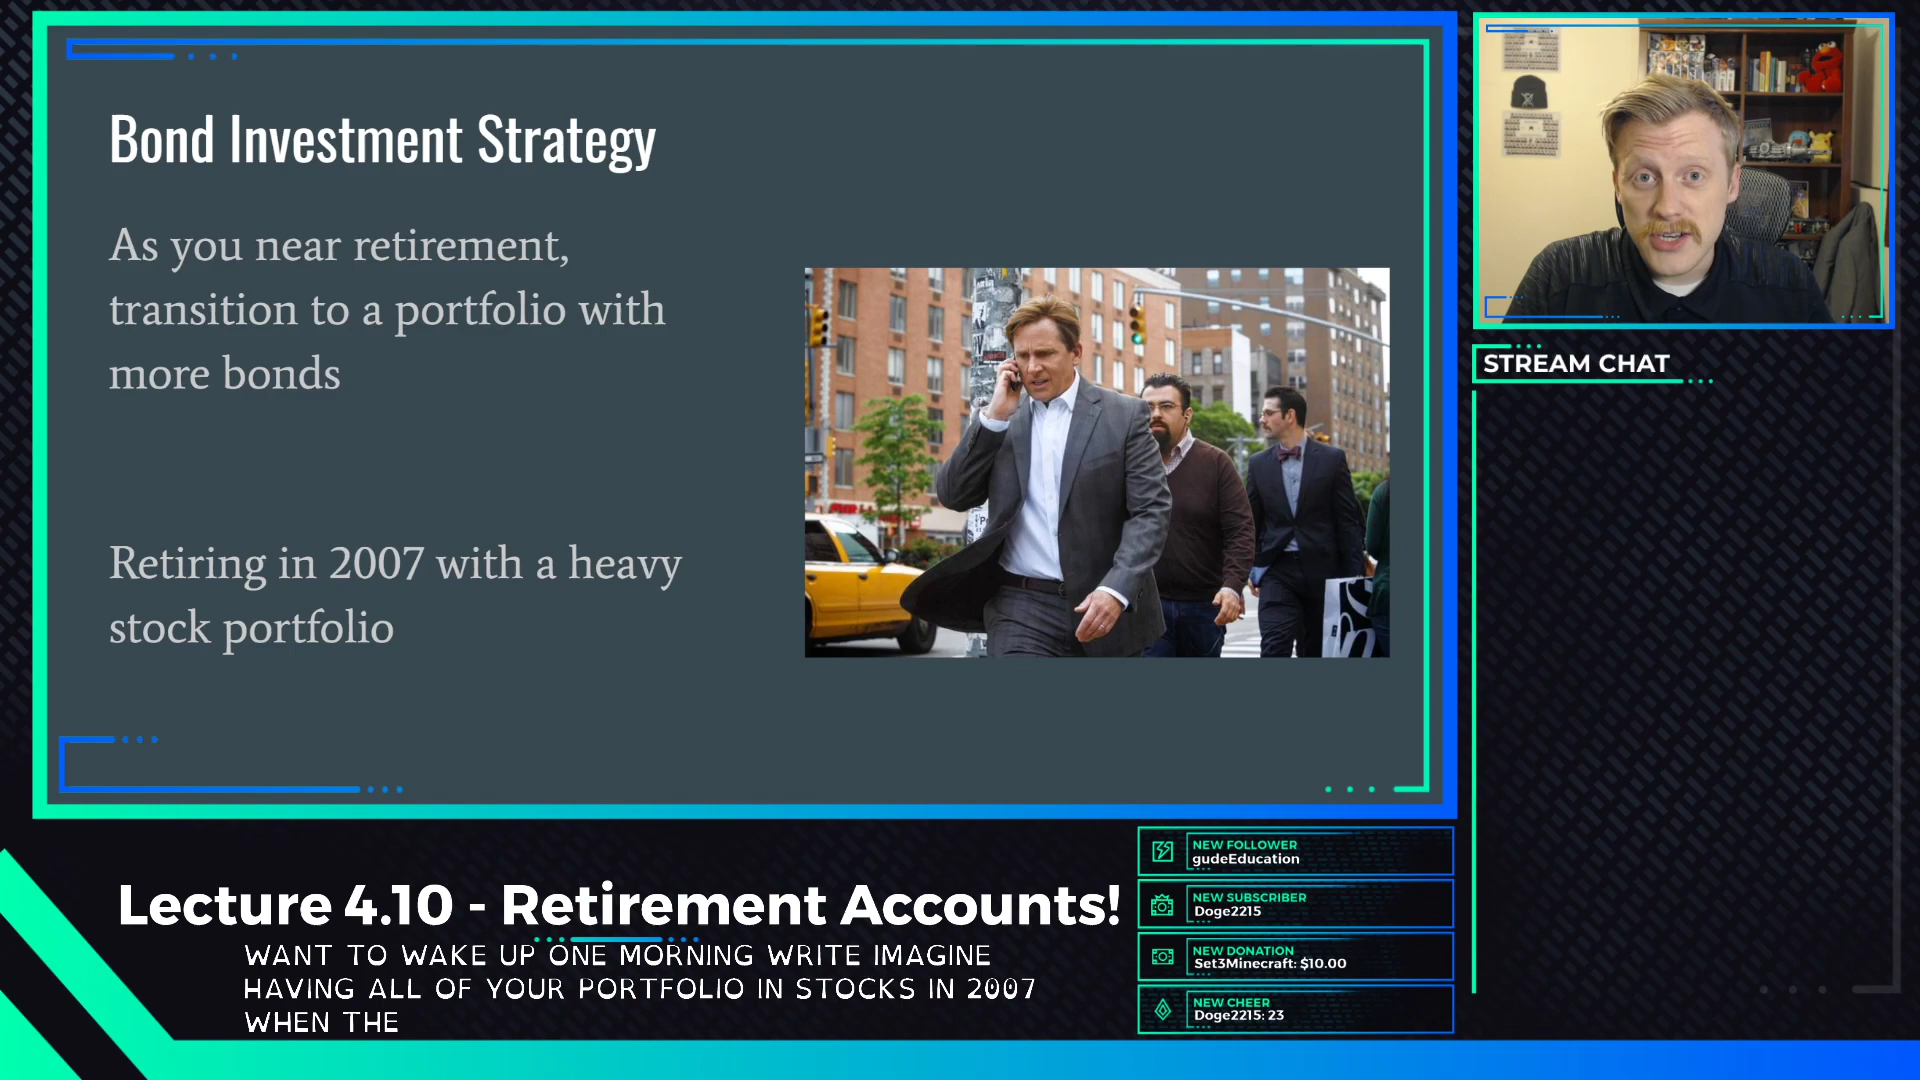 Bond Investment Strategy
As you near retirement,
transition to a portfolio with
more bonds
Retiring in 2007 with a heavy
stock portfolio
STREAM CHAT
Lecture 4.10 - Retirement Accounts!
WANT TO WAKE UP ONE MORNING WRITE IMAGINE
HAVING ALL OF YOUR PORTFOLIO IN STOCKS IN 2007
WHEN THE
NEW FOLLOWER
gudeEducation
NEW SUBSCRIBER
Doge2215
NEW DONATION
Set3Minecraft: $10.00
NEW CHEER
Doge2215: 23